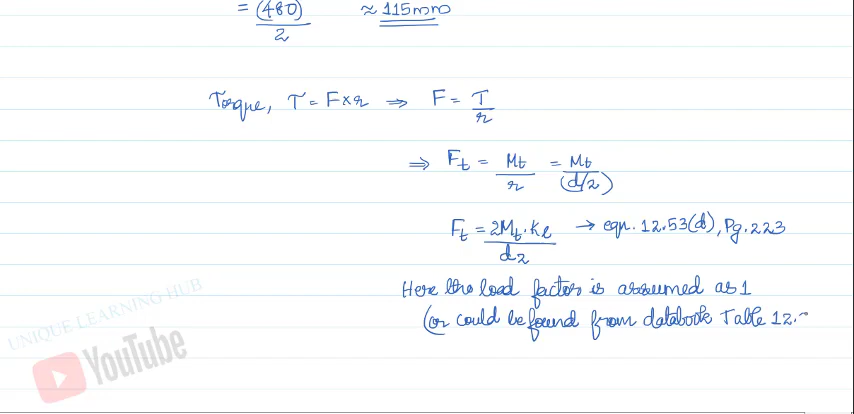 = (480)/2 ≈ 115mm
Torque, T = F×r ⇒ F = T/r
⇒ Ft = Mt/r = Mt/(d/2)
Ft = 2Mt.Kl/d2 → eqn. 12.53(d), Pg.223
Here the load factor is assumed as 1
(or could be found from databook Table 12.
UNIQUE LEARNING HUB
YouTube